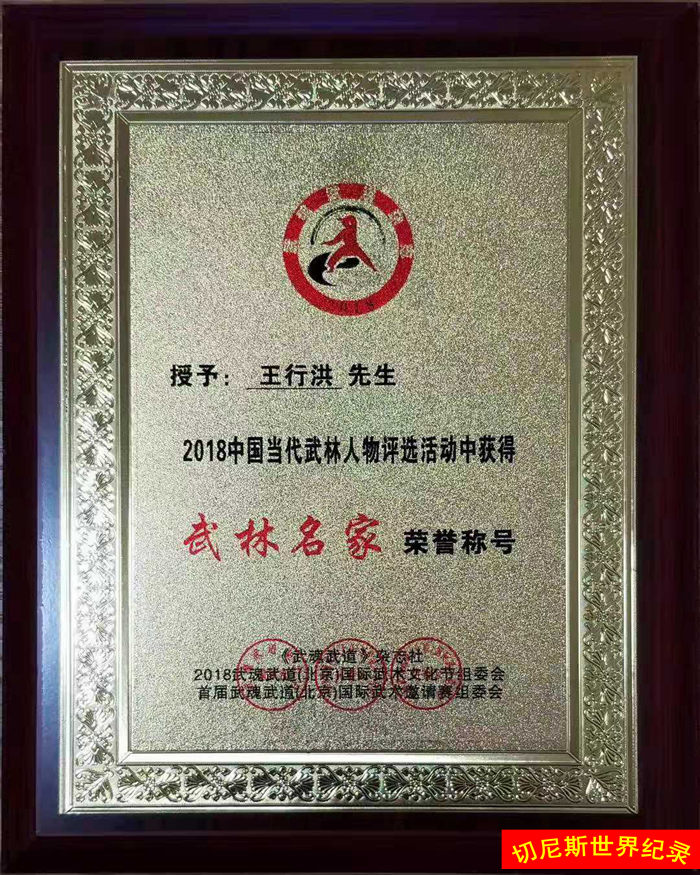 2018
授予: 王行洪 先生
2018中国当代武林人物评选活动中获得
武林名家 荣誉称号
《武魂武道》杂志社
2018武魂武道(北京)国际武术文化节组委会
首届武魂武道(北京)国际武术邀请赛组委会
切尼斯世界纪录